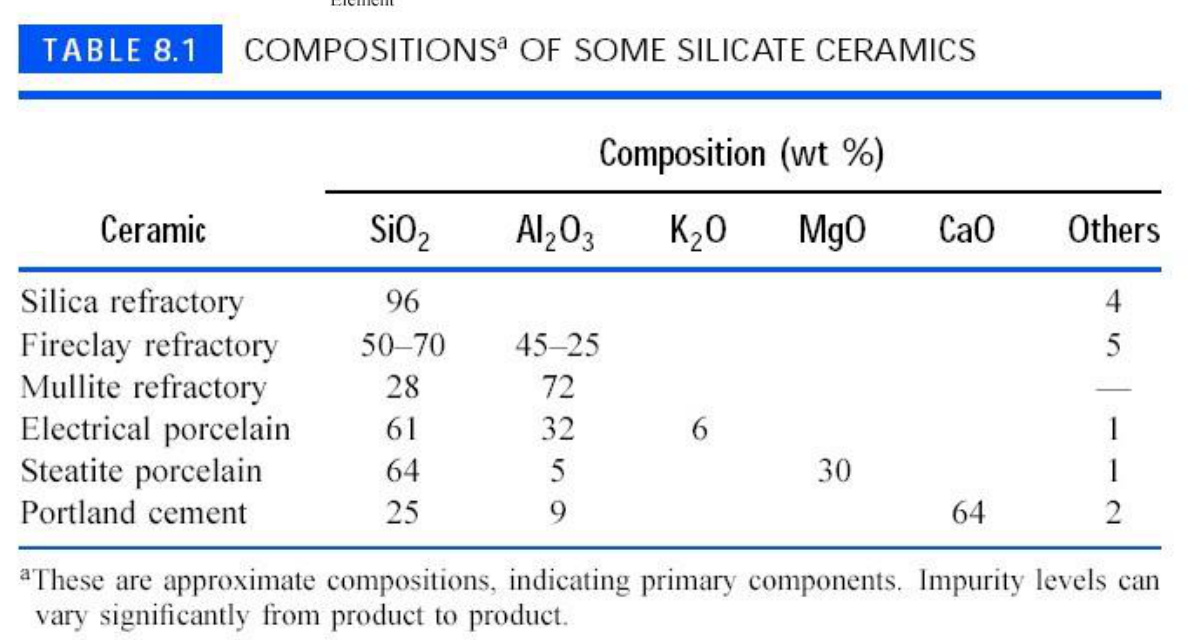 Element
TABLE 8.1 COMPOSITIONSᵃ OF SOME SILICATE CERAMICS
Composition (wt %)
Ceramic SiO₂ Al₂O₃ K₂O MgO CaO Others
Silica refractory 96 4
Fireclay refractory 50–70 45–25 5
Mullite refractory 28 72 —
Electrical porcelain 61 32 6 1
Steatite porcelain 64 5 30 1
Portland cement 25 9 64 2
ᵃThese are approximate compositions, indicating primary components. Impurity levels can
vary significantly from product to product.